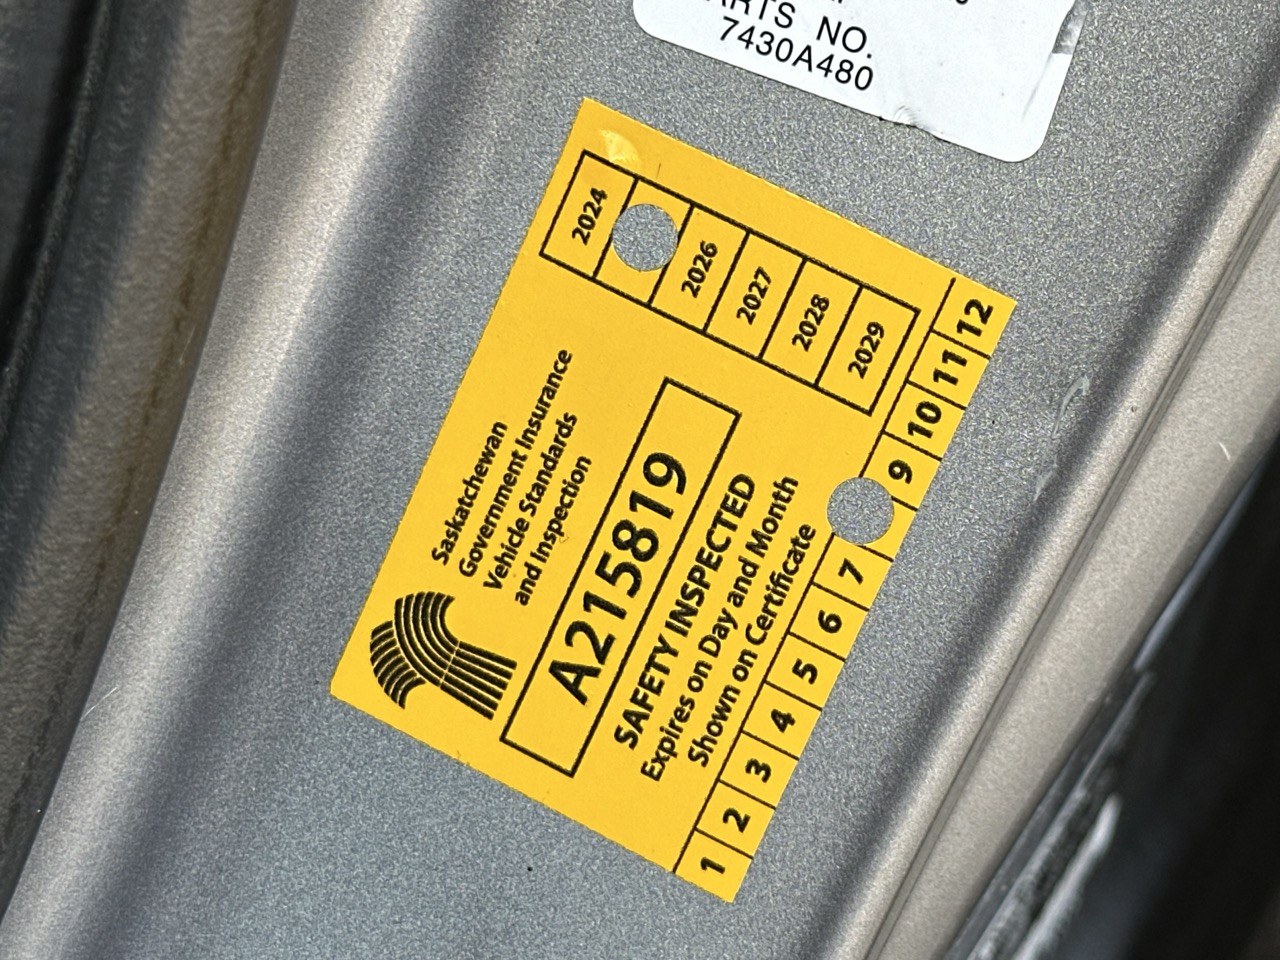 PARTS NO.
7430A480
2024
2026
2027
2028
2029
Saskatchewan
Government Insurance
Vehicle Standards
and Inspection
A215819
SAFETY INSPECTED
Expires on Day and Month
Shown on Certificate
1 2 3 4 5 6 7 9 10 11 12